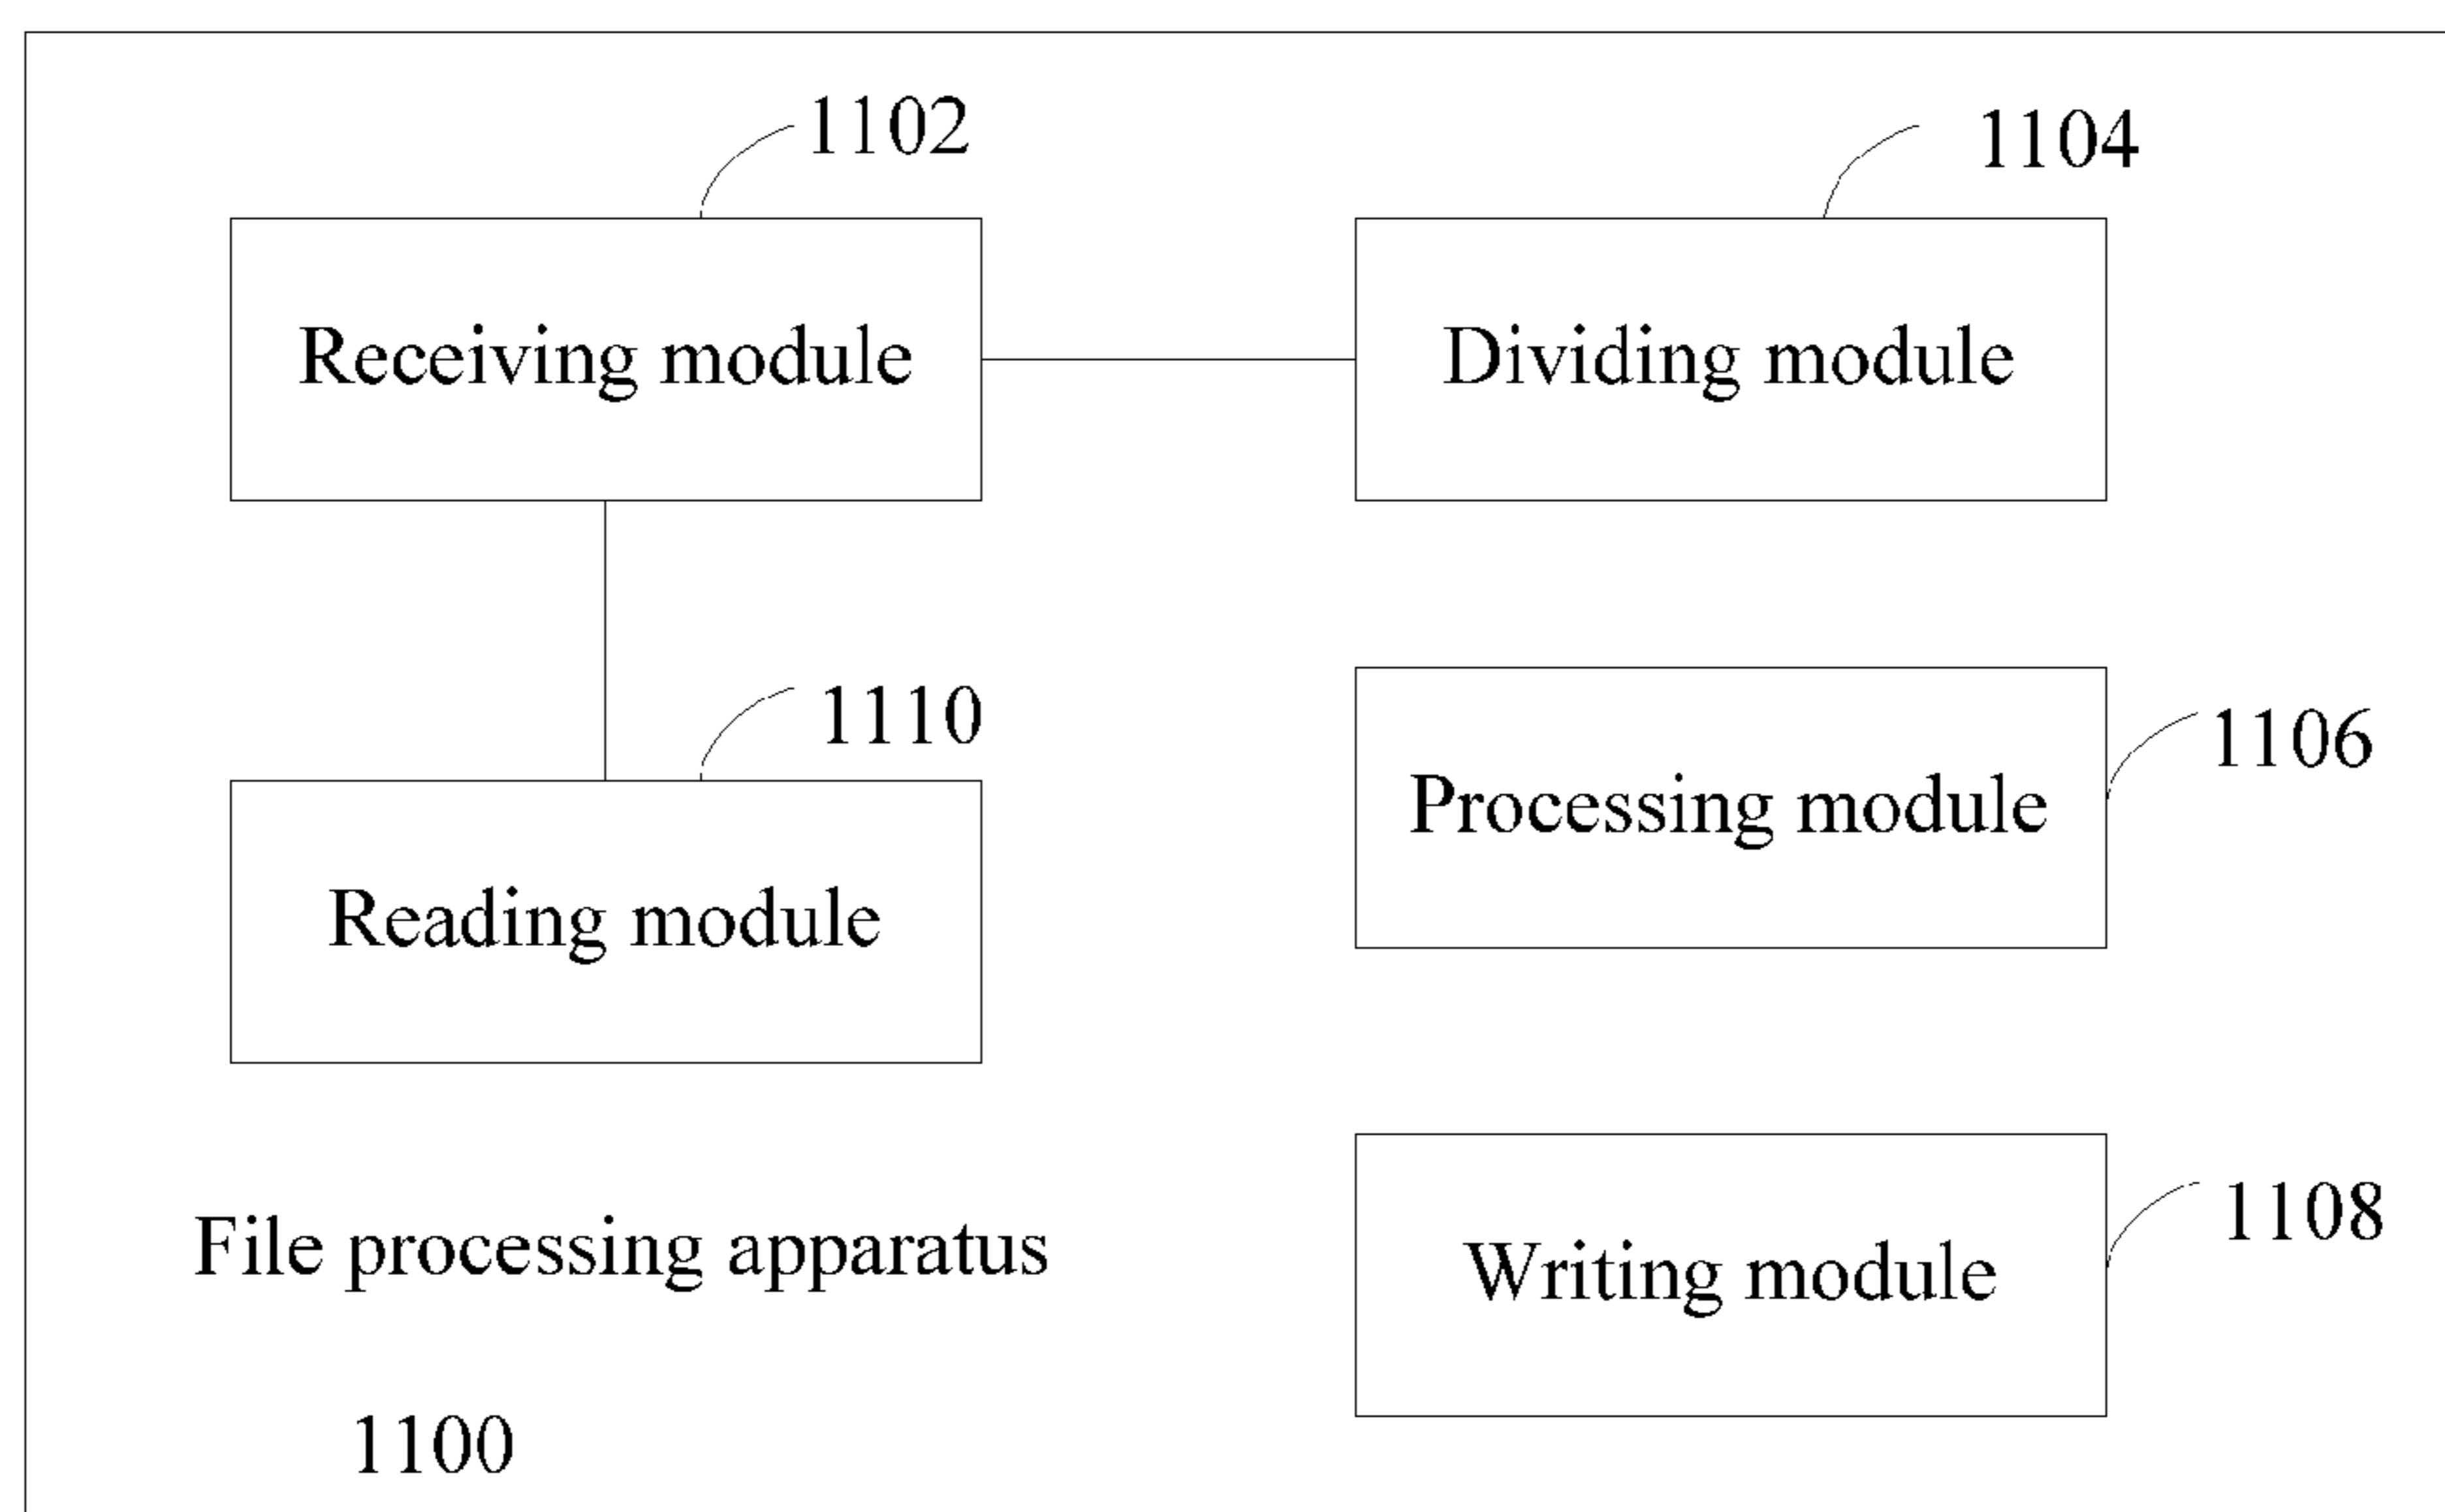 1102
1104
Receiving module
Dividing module
1110
1106
Processing module
Reading module
1108
File processing apparatus
Writing module
1100